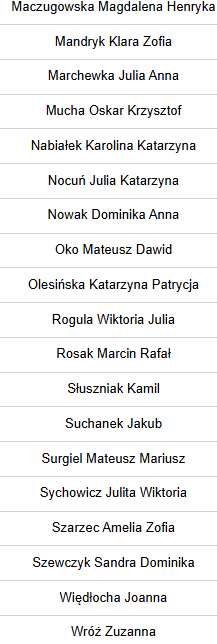 Maczugowska Magdalena Henryka
Mandryk Klara Zofia
Marchewka Julia Anna
Mucha Oskar Krzysztof
Nabiałek Karolina Katarzyna
Nocuń Julia Katarzyna
Nowak Dominika Anna
Oko Mateusz Dawid
Olesińska Katarzyna Patrycja
Rogula Wiktoria Julia
Rosak Marcin Rafał
Słuszniak Kamil
Suchanek Jakub
Surgiel Mateusz Mariusz
Sychowicz Julita Wiktoria
Szarzec Amelia Zofia
Szewczyk Sandra Dominika
Więdłocha Joanna
Wróż Zuzanna